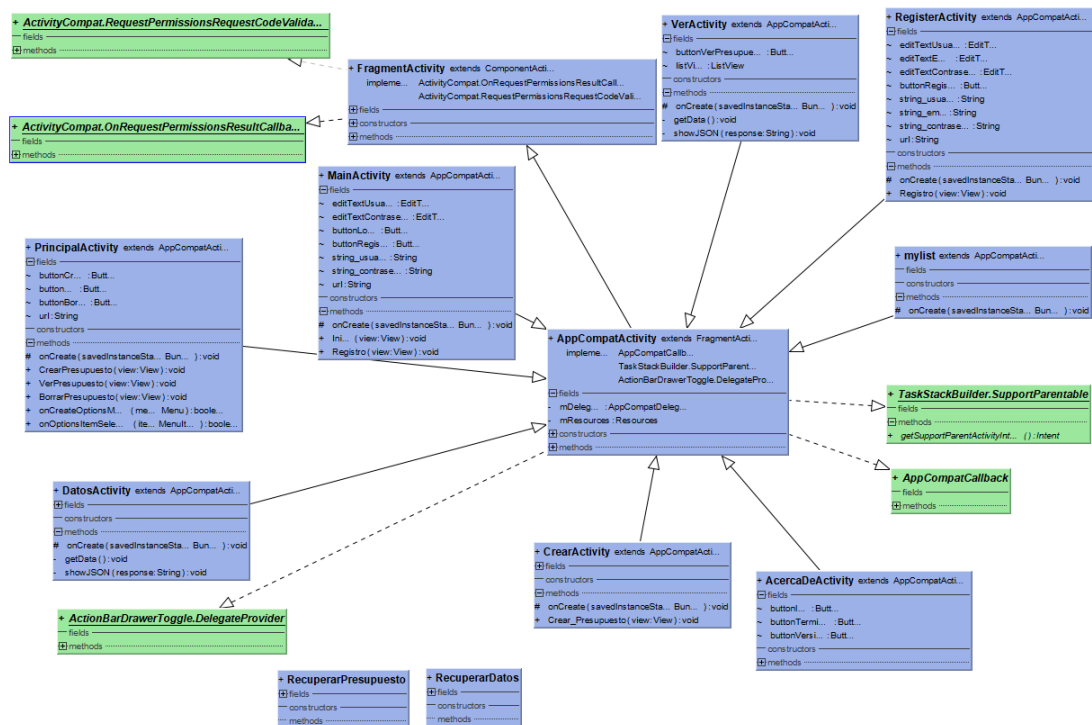 + ActivityCompat.RequestPermissionsRequestCodeValida...
fields
methods
+ ActivityCompat.OnRequestPermissionsResultCallba...
fields
methods
+ FragmentActivity extends ComponentActi...
impleme... ActivityCompat.OnRequestPermissionsResultCall...
ActivityCompat.RequestPermissionsRequestCodeVali...
fields
constructors
methods
+ VerActivity extends AppCompatActi...
fields
~ buttonVerPresupue... : Butt...
~ listVi... : ListView
constructors
methods
# onCreate(savedInstanceSta... Bun... ) : void
- getData() : void
- showJSON(response:String) : void
+ RegisterActivity extends AppCompatActi...
fields
~ editTextUsua... : EditT...
~ editTextE... : EditT...
~ editTextContrase... : EditT...
~ buttonRegis... : Butt...
~ string_usua... : String
~ string_em... : String
~ string_contrase... : String
~ url : String
constructors
methods
# onCreate(savedInstanceSta... Bun... ) : void
+ Registro(view:View) : void
+ MainActivity extends AppCompatActi...
fields
~ editTextUsua... : EditT...
~ editTextContrase... : EditT...
~ buttonLo... : Butt...
~ buttonRegis... : Butt...
~ string_usua... : String
~ string_contrase... : String
~ url : String
constructors
methods
# onCreate(savedInstanceSta... Bun... ) : void
+ Ini... (view:View) : void
+ Registro(view:View) : void
+ PrincipalActivity extends AppCompatActi...
fields
~ buttonCr... : Butt...
~ button... : Butt...
~ buttonBor... : Butt...
~ url : String
constructors
methods
# onCreate(savedInstanceSta... Bun... ) : void
+ CrearPresupuesto(view:View) : void
+ VerPresupuesto(view:View) : void
+ BorrarPresupuesto(view:View) : void
+ onCreateOptionsM... (me... Menu) : boole...
+ onOptionsItemSele... (ite... MenuIt... ) : boole...
+ mylist extends AppCompatActi...
fields
constructors
methods
# onCreate(savedInstanceSta... Bun... ) : void
+ AppCompatActivity extends FragmentActi...
impleme... AppCompatCallb...
TaskStackBuilder.SupportParent...
ActionBarDrawerToggle.DelegatePro...
fields
- mDeleg... : AppCompatDeleg...
- mResources : Resources
constructors
methods
+ TaskStackBuilder.SupportParentable
fields
methods
+ getSupportParentActivityInt... () : Intent
+ AppCompatCallback
fields
methods
+ DatosActivity extends AppCompatActi...
fields
constructors
methods
# onCreate(savedInstanceSta... Bun... ) : void
- getData() : void
- showJSON(response:String) : void
+ CrearActivity extends AppCompatActi...
fields
constructors
methods
# onCreate(savedInstanceSta... Bun... ) : void
+ Crear_Presupuesto(view:View) : void
+ AcercaDeActivity extends AppCompatActi...
fields
~ buttonI... : Butt...
~ buttonTermi... : Butt...
~ buttonVersi... : Butt...
constructors
methods
+ ActionBarDrawerToggle.DelegateProvider
fields
methods
+ RecuperarPresupuesto
fields
constructors
methods
+ RecuperarDatos
fields
constructors
methods